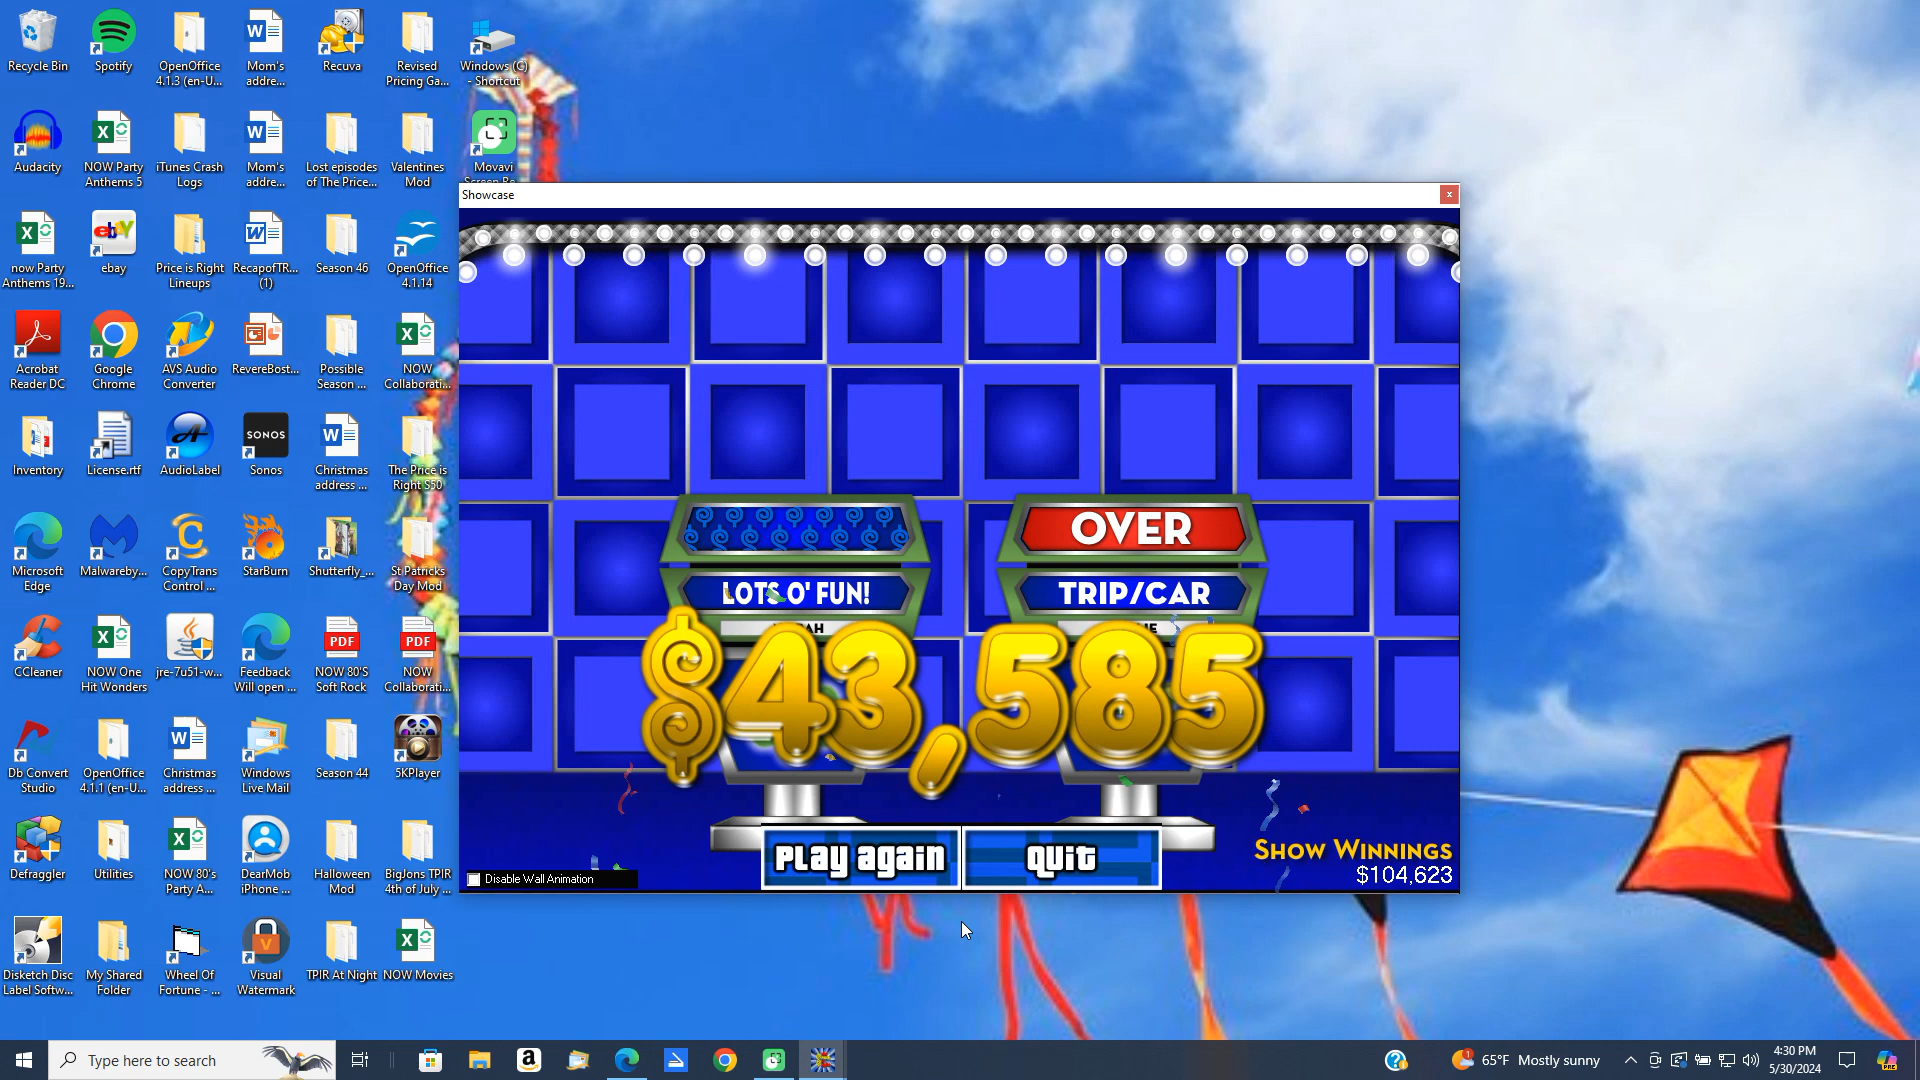 Recycle Bin
Spotify
OpenOffice
4.1.3 (en-U...
Mom's
addre...
Recuva
Revised
Pricing Ga...
Windows (C)
- Shortcut
Audacity
NOW Party
Anthems 5
iTunes Crash
Logs
Mom's
addre...
Lost episodes
of The Price...
Valentines
Mod
Movavi
Screen Re...
now Party
Anthems 19...
ebay
Price is Right
Lineups
RecapofTR...
(1)
Season 46
OpenOffice
4.1.14
Acrobat
Reader DC
Google
Chrome
AVS Audio
Converter
RevereBost...
Possible
Season ...
NOW
Collaborati...
Inventory
License.rtf
AudioLabel
SONOS
Sonos
Christmas
address ...
The Price is
Right S50
Microsoft
Edge
Malwareby...
CopyTrans
Control ...
StarBurn
Shutterfly_...
St Patricks
Day Mod
CCleaner
NOW One
Hit Wonders
jre-7u51-w...
Feedback
Will open ...
PDF
NOW 80'S
Soft Rock
PDF
NOW
Collaborati...
Db Convert
Studio
OpenOffice
4.1.1 (en-U...
Christmas
address ...
Windows
Live Mail
Season 44
5KPlayer
Defraggler
Utilities
NOW 80's
Party A...
DearMob
iPhone ...
Halloween
Mod
BigJons TPIR
4th of July ...
Disketch Disc
Label Softw...
My Shared
Folder
Wheel Of
Fortune - ...
Visual
Watermark
TPIR At Night
NOW Movies
Showcase
OVER
LOTS O' FUN!
TRIP/CAR
$43,585
Play again
Quit
Show Winnings
$104,623
Disable Wall Animation
Type here to search
65°F Mostly sunny
4:30 PM
5/30/2024